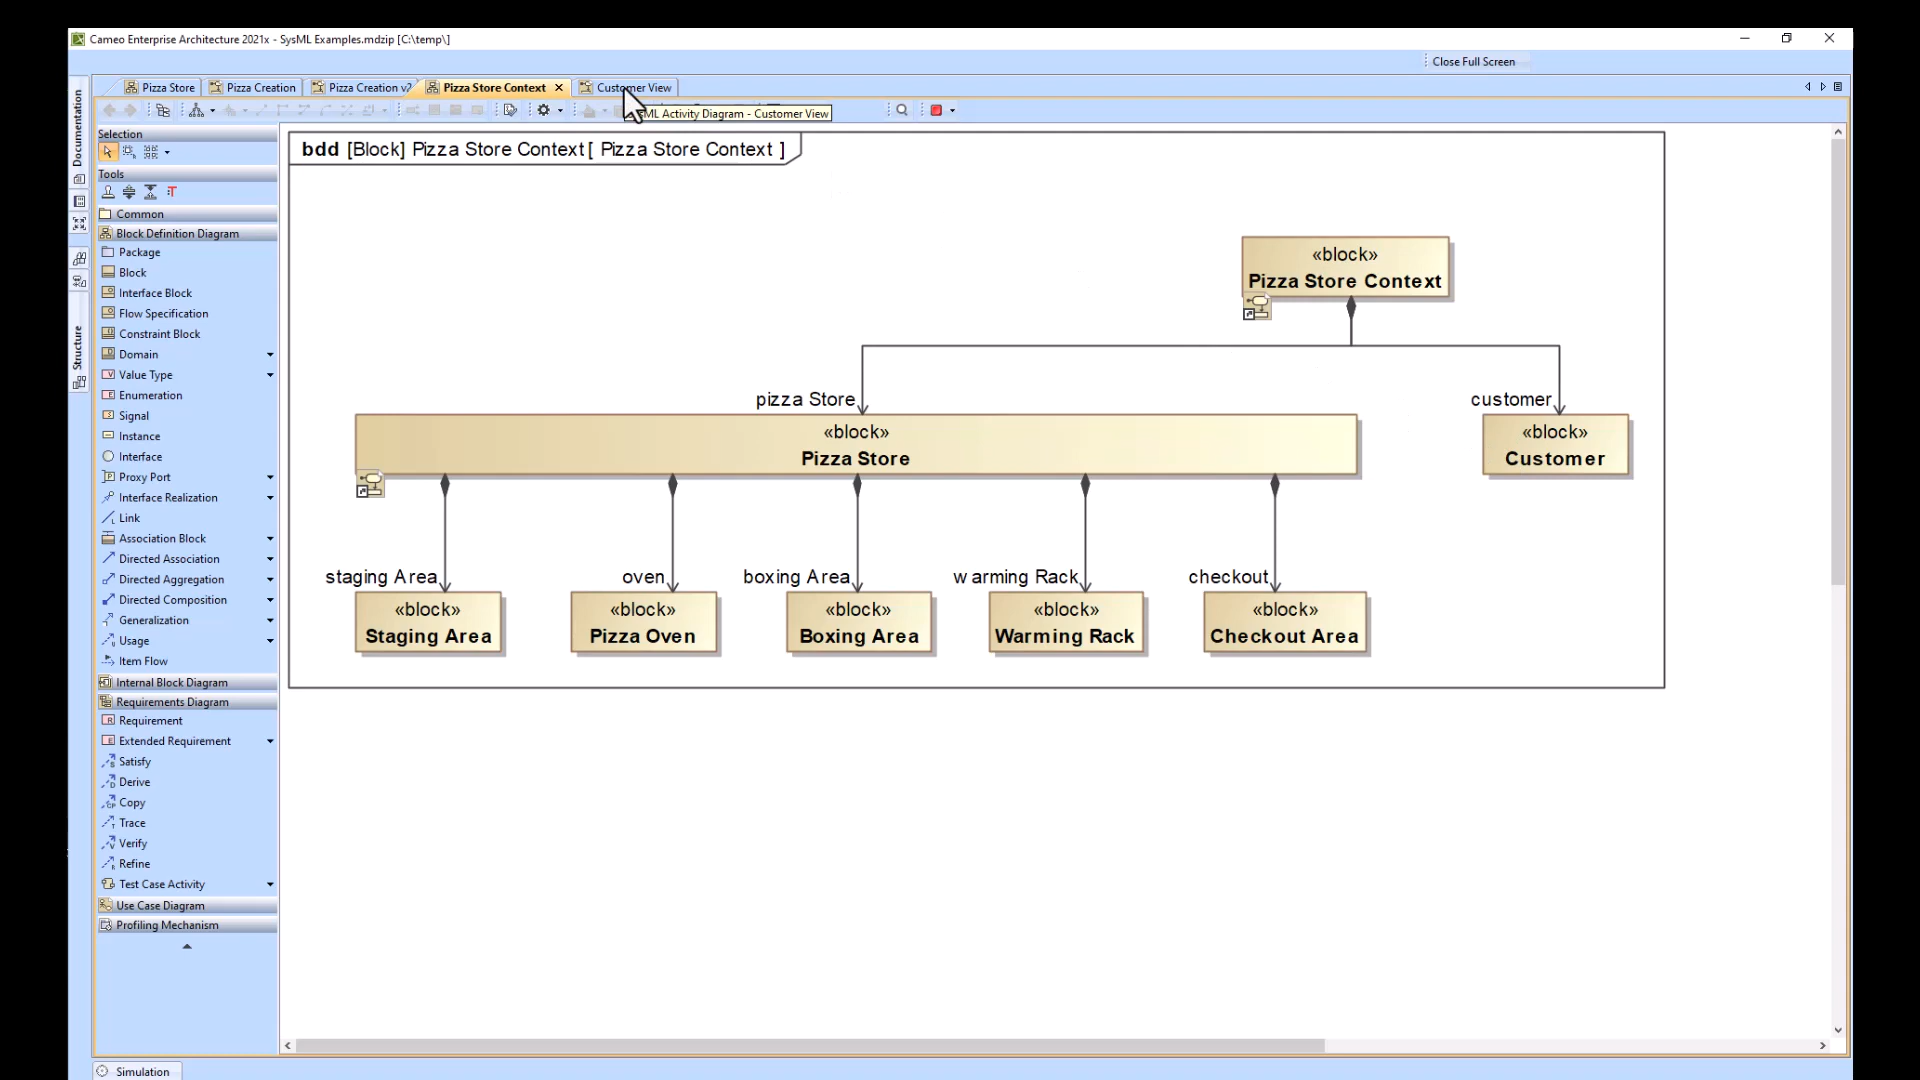 Cameo Enterprise Architecture 2021x - SysML Examples.mdzip [C:\temp\]
Close Full Screen
Pizza Store
Pizza Creation
Pizza Creation v2
Pizza Store Context
Customer View
ML Activity Diagram - Customer View
Documentation
Structure
Selection
Tools
Common
Block Definition Diagram
Package
Block
Interface Block
Flow Specification
Constraint Block
Domain
Value Type
Enumeration
Signal
Instance
Interface
Proxy Port
Interface Realization
Link
Association Block
Directed Association
Directed Aggregation
Directed Composition
Generalization
Usage
Item Flow
Internal Block Diagram
Requirements Diagram
Requirement
Extended Requirement
Satisfy
Derive
Copy
Trace
Verify
Refine
Test Case Activity
Use Case Diagram
Profiling Mechanism
bdd [Block] Pizza Store Context[ Pizza Store Context ]
«block»
Pizza Store Context
pizza Store
customer
«block»
Pizza Store
«block»
Customer
staging Area
oven
boxing Area
warming Rack
checkout
«block»
Staging Area
«block»
Pizza Oven
«block»
Boxing Area
«block»
Warming Rack
«block»
Checkout Area
Simulation